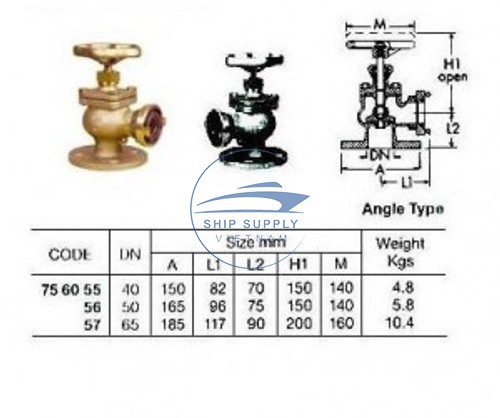 M
H1
open
L2
DN
A
L1
Angle Type
SHIP SUPPLY
VIETNAM
CODE DN Size mm Weight
Kgs
A L1 L2 H1 M
75 60 55 40 150 82 70 150 140 4.8
56 50 165 96 75 150 140 5.8
57 65 185 117 90 200 160 10.4